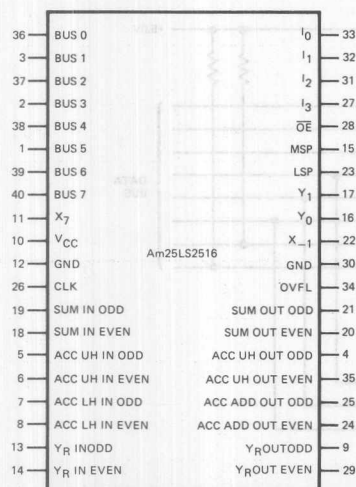 36 BUS 0 I0 33
3 BUS 1 I1 32
37 BUS 2 I2 31
2 BUS 3 I3 27
38 BUS 4 OE 28
1 BUS 5 MSP 15
39 BUS 6 LSP 23
40 BUS 7 Y1 17
11 X7 Y0 16
10 VCC X-1 22
Am25LS2516
12 GND GND 30
26 CLK OVFL 34
19 SUM IN ODD SUM OUT ODD 21
18 SUM IN EVEN SUM OUT EVEN 20
5 ACC UH IN ODD ACC UH OUT ODD 4
6 ACC UH IN EVEN ACC UH OUT EVEN 35
7 ACC LH IN ODD ACC ADD OUT ODD 25
8 ACC LH IN EVEN ACC ADD OUT EVEN 24
13 YR INODD YROUTODD 9
14 YR IN EVEN YROUT EVEN 29